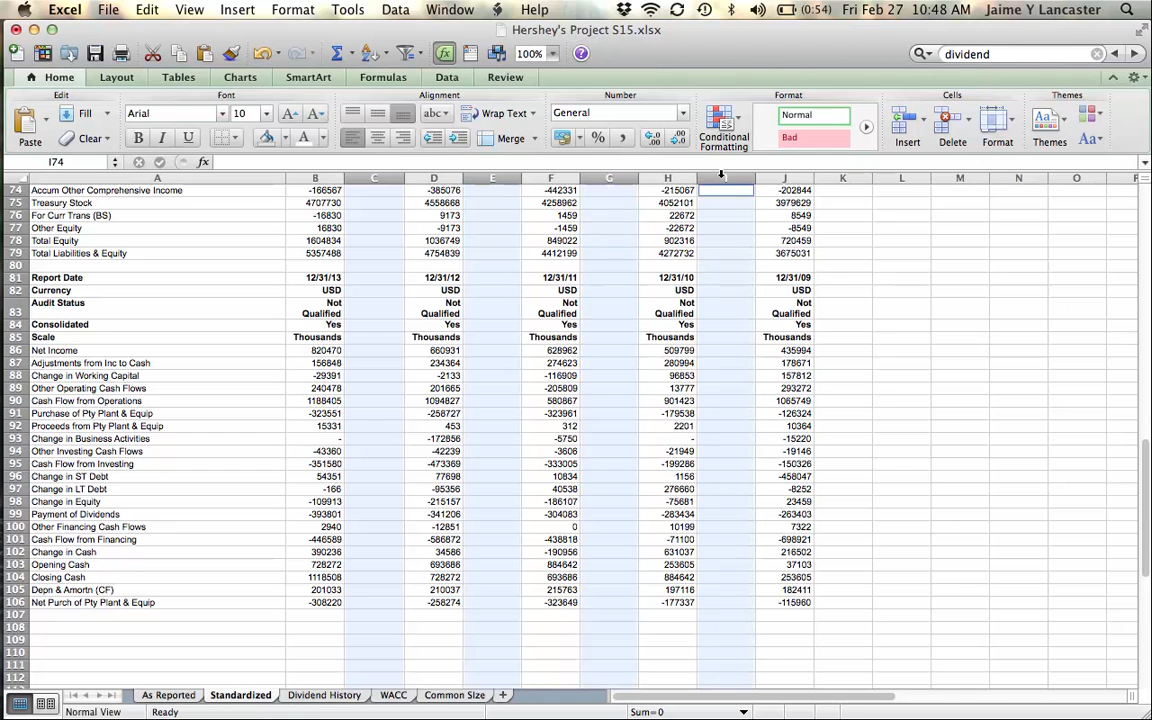 Excel File Edit View Insert Format Tools Data Window Help (0:54) Fri Feb 27 10:48 AM Jaime Y Lancaster
Hershey's Project S15.xlsx
100% dividend
Home Layout Tables Charts SmartArt Formulas Data Review
Edit Font Alignment Number Format Cells Themes
Fill Arial 10 abc Wrap Text General Normal
Paste Clear B I U A Merge % Conditional Formatting Bad Insert Delete Format Themes Aa
I74 fx
A B C D E F G H J K L M N O
74 Accum Other Comprehensive Income -166567 -385076 -442331 -215067 -202844
75 Treasury Stock 4707730 4558668 4258962 4052101 3979629
76 For Curr Trans (BS) -16830 9173 1459 22672 8549
77 Other Equity 16830 -9173 -1459 -22672 -8549
78 Total Equity 1604834 1036749 849022 902316 720459
79 Total Liabilities & Equity 5357488 4754839 4412199 4272732 3675031
80
81 Report Date 12/31/13 12/31/12 12/31/11 12/31/10 12/31/09
82 Currency USD USD USD USD USD
83 Audit Status Not Qualified Not Qualified Not Qualified Not Qualified Not Qualified
84 Consolidated Yes Yes Yes Yes Yes
85 Scale Thousands Thousands Thousands Thousands Thousands
86 Net Income 820470 660931 628962 509799 435994
87 Adjustments from Inc to Cash 156848 234364 274623 280994 178671
88 Change in Working Capital -29391 -2133 -116909 96853 157812
89 Other Operating Cash Flows 240478 201665 -205809 13777 293272
90 Cash Flow from Operations 1188405 1094827 580867 901423 1065749
91 Purchase of Pty Plant & Equip -323551 -258727 -323961 -179538 -126324
92 Proceeds from Pty Plant & Equip 15331 453 312 2201 10364
93 Change in Business Activities - -172856 -5750 - -15220
94 Other Investing Cash Flows -43360 -42239 -3606 -21949 -19146
95 Cash Flow from Investing -351580 -473369 -333005 -199286 -150326
96 Change in ST Debt 54351 77698 10834 1156 -458047
97 Change in LT Debt -166 -95356 40538 276660 -8252
98 Change in Equity -109913 -215157 -186107 -75681 23459
99 Payment of Dividends -393801 -341206 -304083 -283434 -263403
100 Other Financing Cash Flows 2940 -12851 0 10199 7322
101 Cash Flow from Financing -446589 -586872 -438818 -71100 -698921
102 Change in Cash 390236 34586 -190956 631037 216502
103 Opening Cash 728272 693686 884642 253605 37103
104 Closing Cash 1118508 728272 693686 884642 253605
105 Depn & Amortn (CF) 201033 210037 215763 197116 182411
106 Net Purch of Pty Plant & Equip -308220 -258274 -323649 -177337 -115960
107
108
109
110
111
112
As Reported Standardized Dividend History WACC Common Size +
Normal View Ready Sum=0